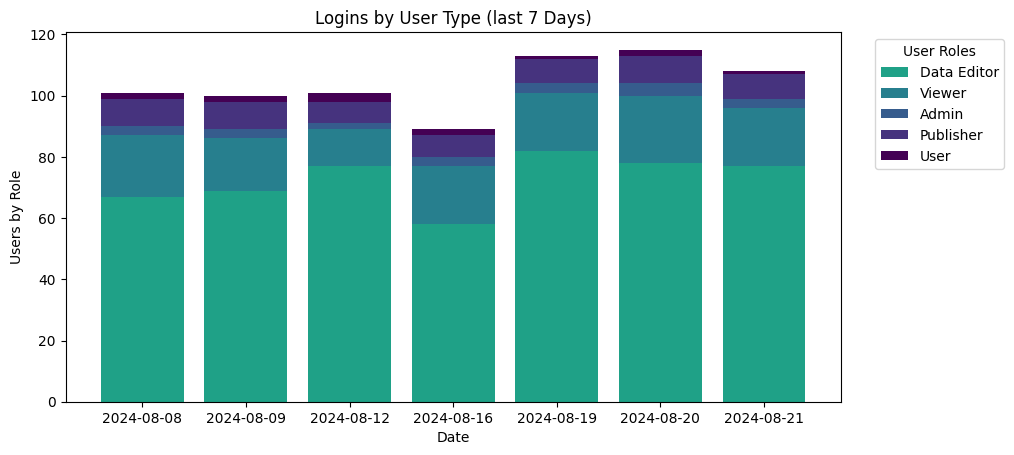 Logins by User Type (last 7 Days)
Users by Role
120
100
80
60
40
20
0
2024-08-08
2024-08-09
2024-08-12
2024-08-16
2024-08-19
2024-08-20
2024-08-21
Date
User Roles
Data Editor
Viewer
Admin
Publisher
User